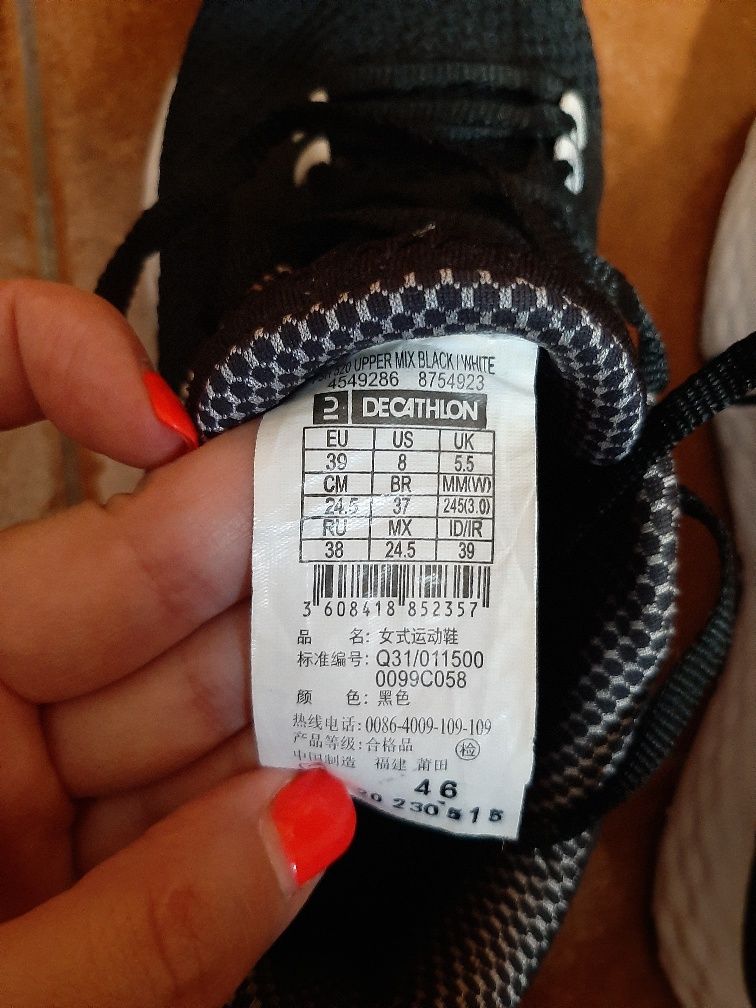 520 UPPER MIX BLACK / WHITE
4549286 8754923
DECATHLON
EU US UK
39 8 5.5
CM BR MM(W)
24.5 37 245(3.0)
RU MX ID/IR
38 24.5 39
3 608418 852357
品 名: 女式运动鞋
标准编号: Q31/011500
0099C058
颜 色: 黑色
热线电话: 0086-4009-109-109
产品等级: 合格品 检
中国制造 福建 莆田
46
20 230515